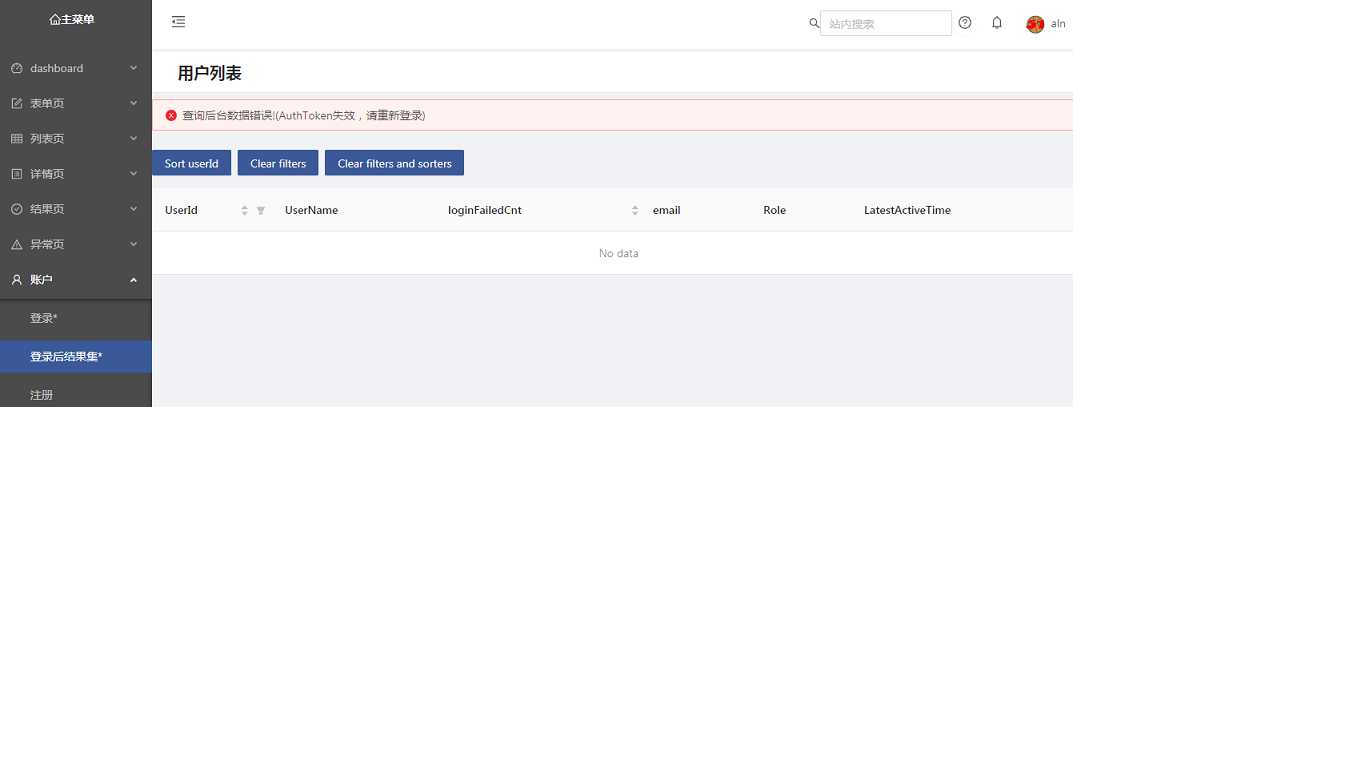 主菜单
站内搜索
aln
dashboard
表单页
列表页
详情页
结果页
异常页
账户
登录*
登录后结果集*
注册
用户列表
查询后台数据错误!(AuthToken失效，请重新登录)
Sort userId Clear filters Clear filters and sorters
UserId UserName loginFailedCnt email Role LatestActiveTime
No data